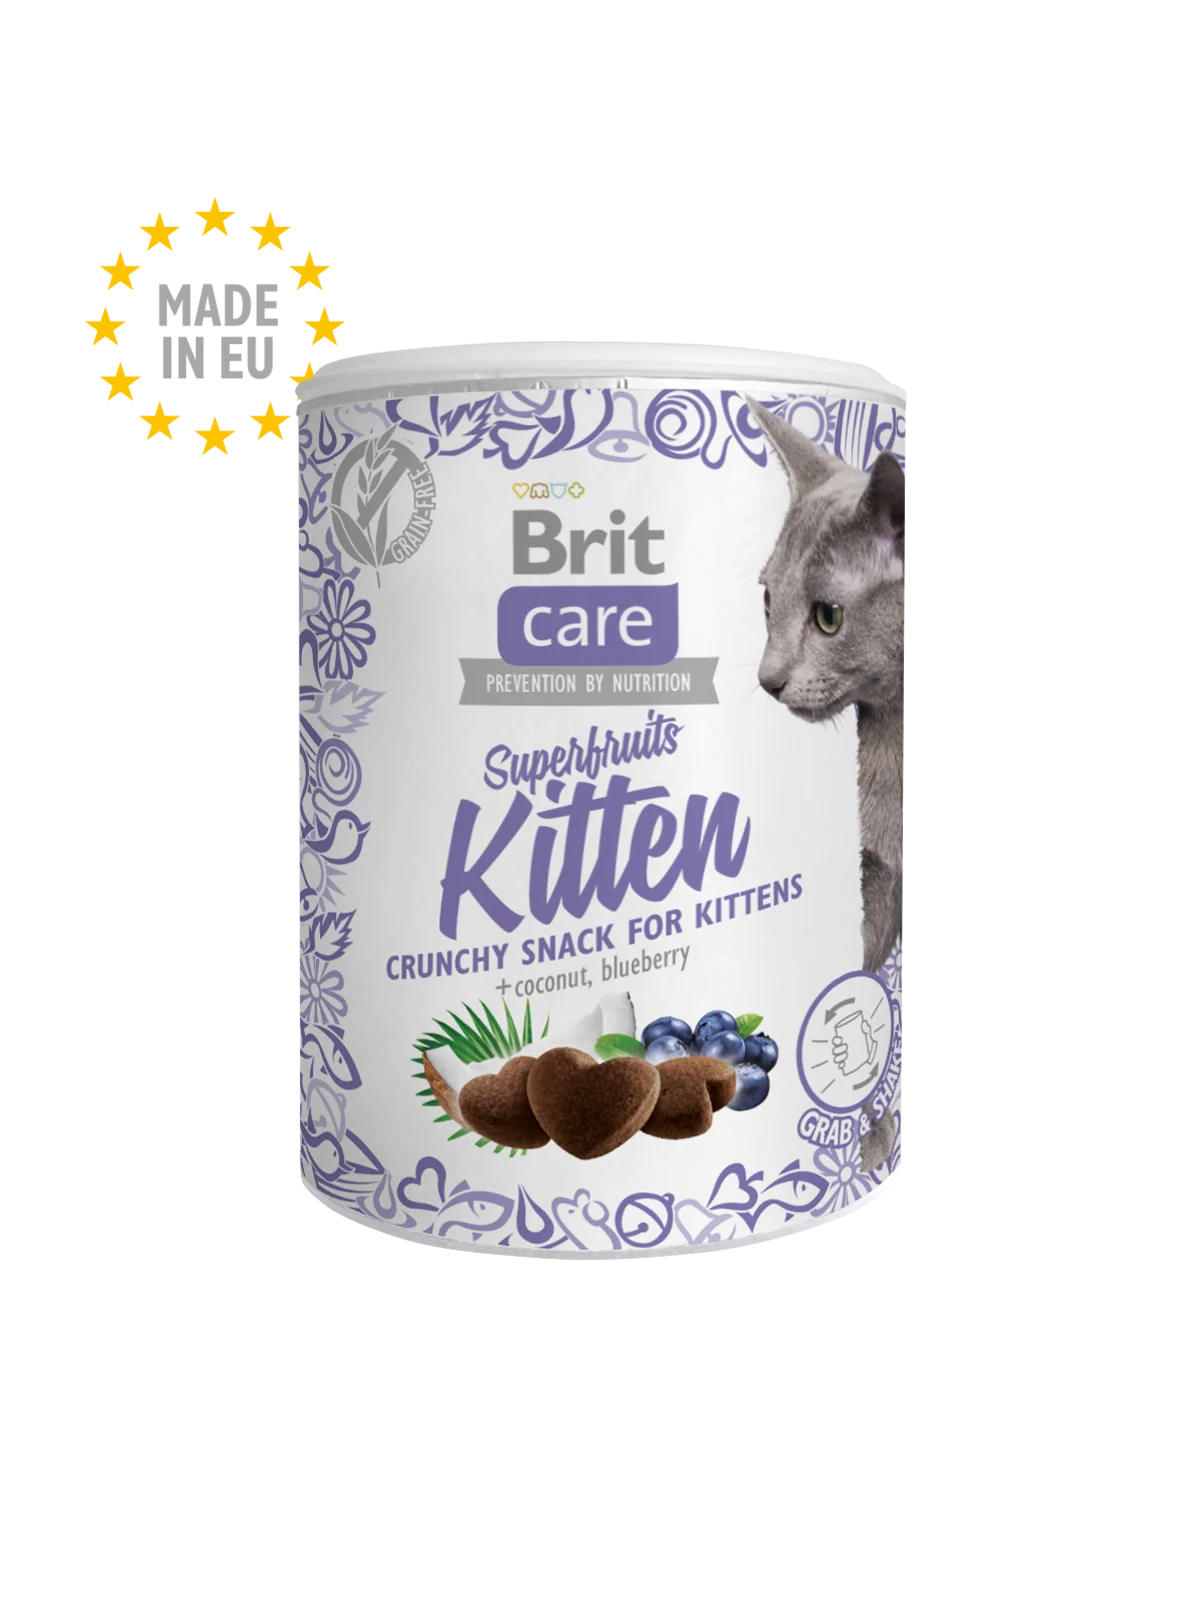 MADE
IN EU
GRAIN-FREE
Brit
care
PREVENTION BY NUTRITION
Superfruits
Kitten
CRUNCHY SNACK FOR KITTENS
+coconut, blueberry
GRAB & SHAKE!